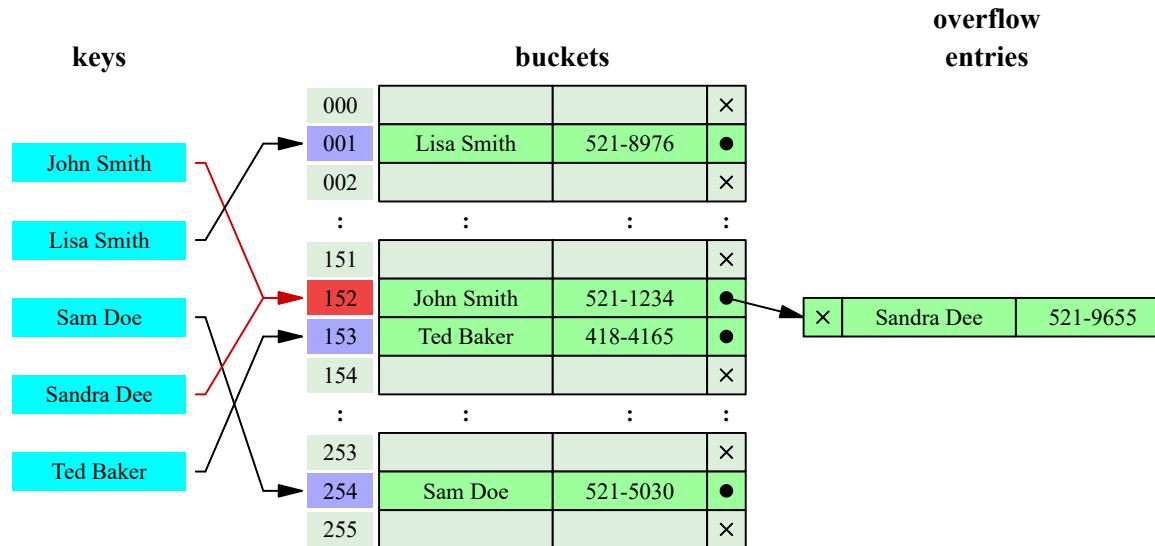 overflow
keys buckets entries
000
001 Lisa Smith 521-8976
John Smith
002
: : : :
Lisa Smith
151
152 John Smith 521-1234
Sam Doe
Sandra Dee 521-9655
153 Ted Baker 418-4165
154
Sandra Dee
: : : :
253
Ted Baker
254 Sam Doe 521-5030
255